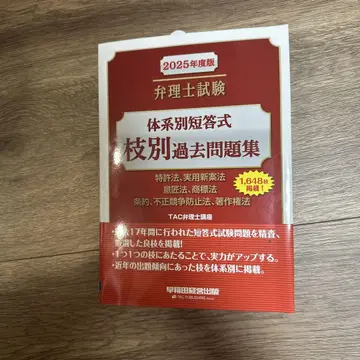 2025年度版
弁理士試験
体系別短答式
枝別過去問題集
1,648枝
掲載!
特許法、実用新案法
意匠法、商標法
条約、不正競争防止法、著作権法
TAC弁理士講座
17年間に行われた短答式試験問題を精査、
厳選した良枝を掲載!
・1つ1つの枝にあたることで、実力がアップする。
・近年の出題傾向にあった枝を体系別に掲載。
早稲田経営出版
TAC PUBLISHING Group